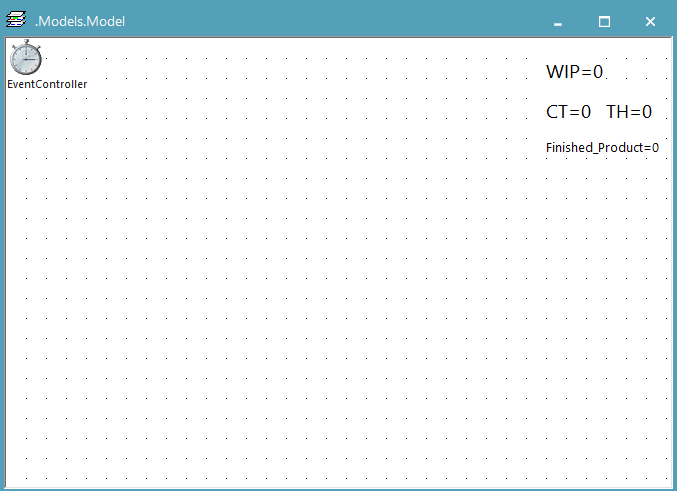 .Models.Model
EventController
WIP=0
CT=0 TH=0
Finished_Product=0